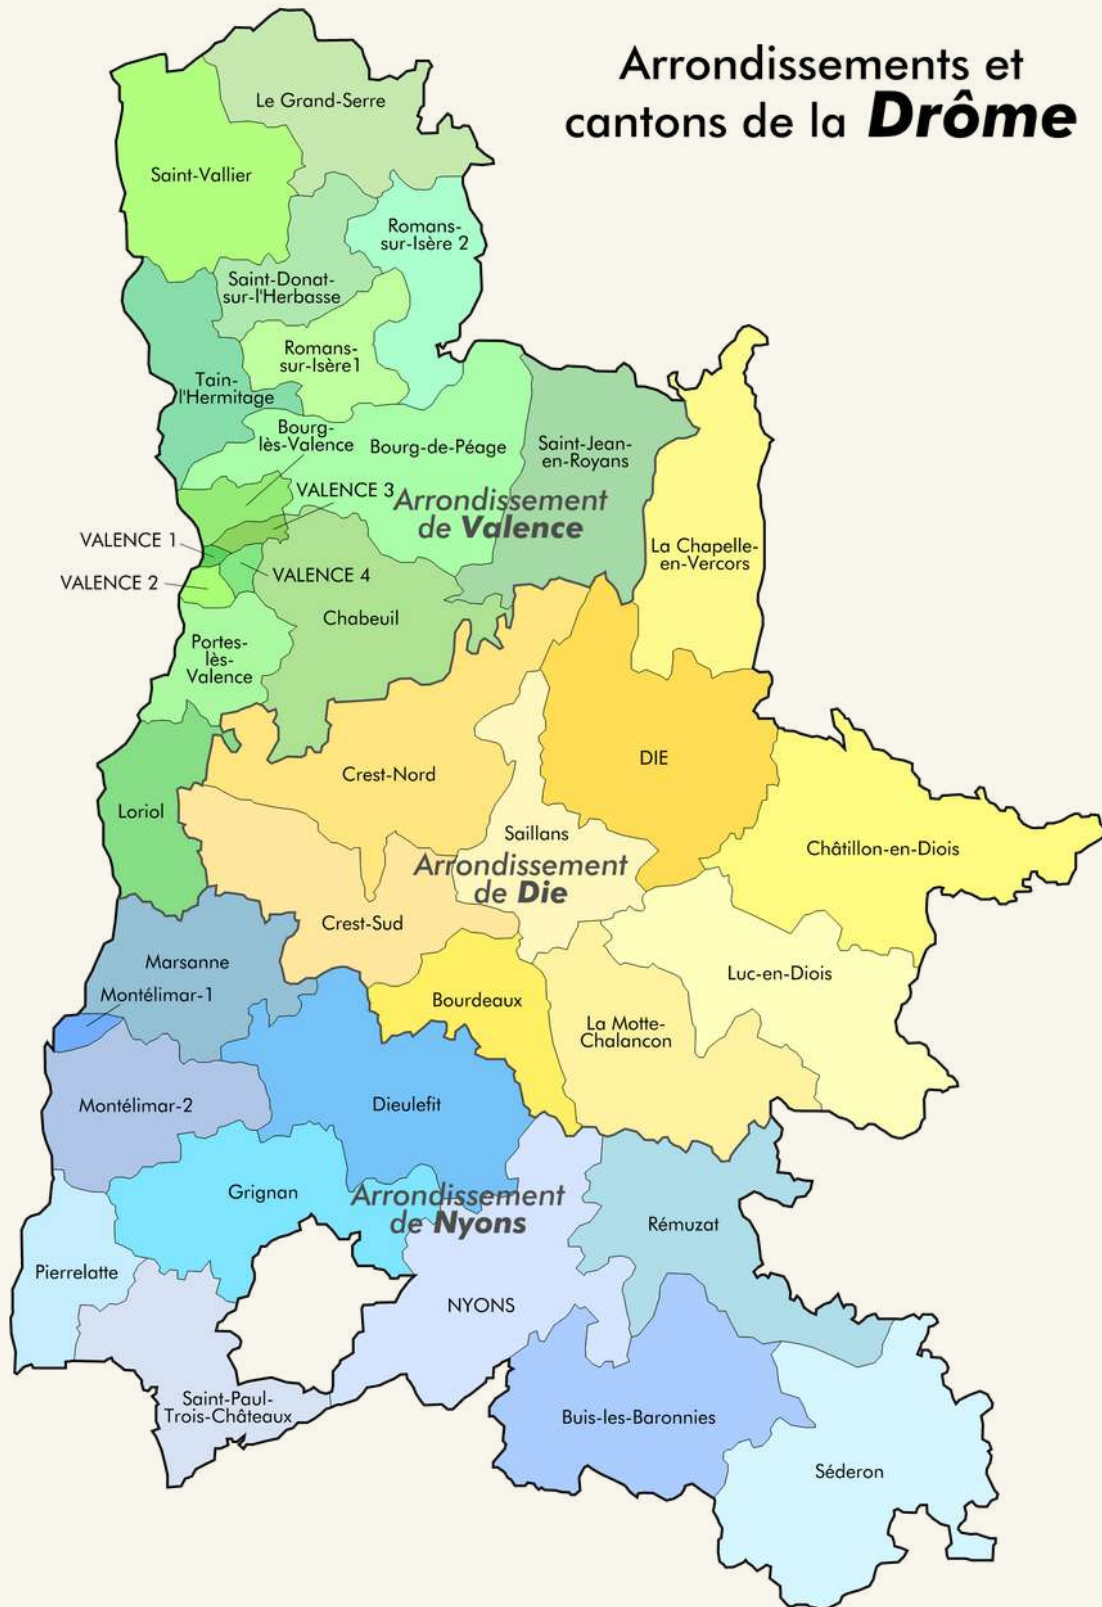 Arrondissements et
cantons de la Drôme
Le Grand-Serre
Saint-Vallier
Romans-
sur-Isère 2
Saint-Donat-
sur-l'Herbasse
Romans-
sur-Isère1
Tain-
l'Hermitage
Bourg-
lès-Valence
Bourg-de-Péage
Saint-Jean-
en-Royans
VALENCE 3
Arrondissement
de Valence
VALENCE 1
La Chapelle-
en-Vercors
VALENCE 2
VALENCE 4
Chabeuil
Portes-
lès-
Valence
DIE
Crest-Nord
Loriol
Saillans
Châtillon-en-Diois
Arrondissement
de Die
Crest-Sud
Marsanne
Luc-en-Diois
Montélimar-1
Bourdeaux
La Motte-
Chalancon
Montélimar-2
Dieulefit
Grignan
Arrondissement
de Nyons
Rémuzat
Pierrelatte
NYONS
Saint-Paul-
Trois-Châteaux
Buis-les-Baronnies
Séderon